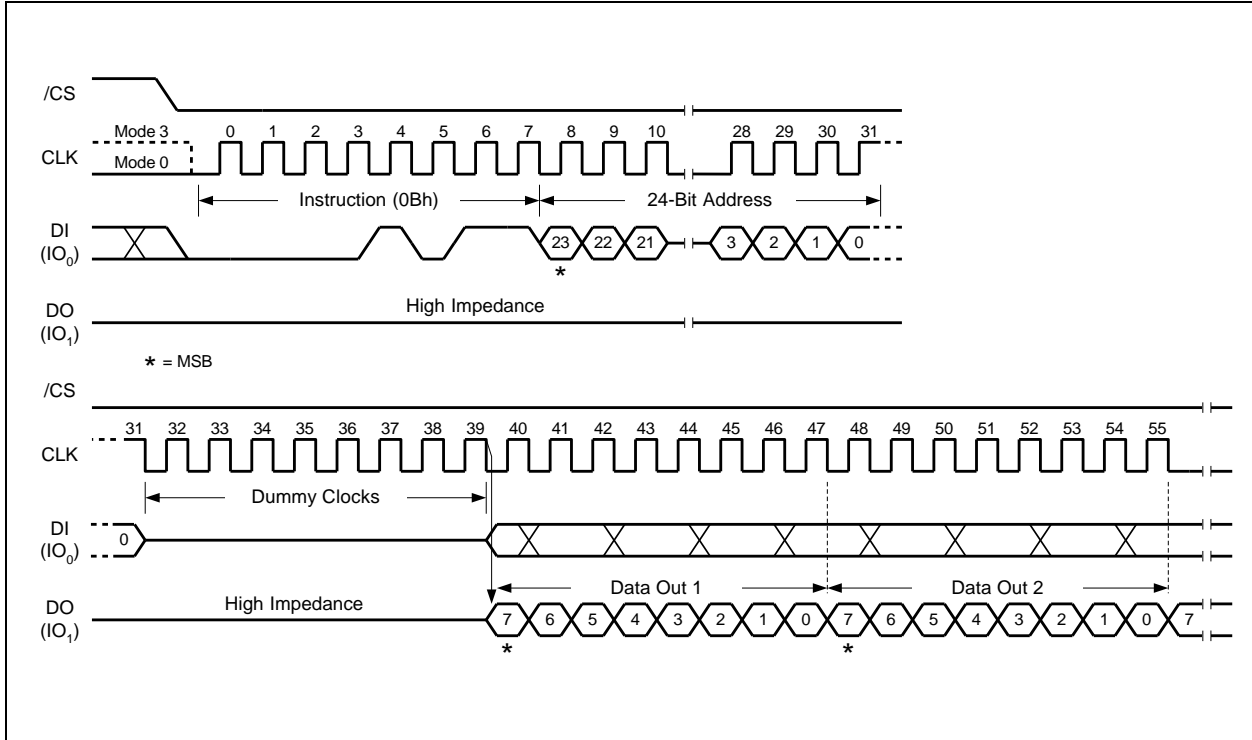 /CS
Mode 3 0 1 2 3 4 5 6 7 8 9 10 28 29 30 31
CLK
Mode 0
Instruction (0Bh) 24-Bit Address
DI
(IO₀)
23 22 21 3 2 1 0
*
High Impedance
DO
(IO₁)
* = MSB
/CS
31 32 33 34 35 36 37 38 39 40 41 42 43 44 45 46 47 48 49 50 51 52 53 54 55
CLK
Dummy Clocks
DI
(IO₀)
0
Data Out 1 Data Out 2
High Impedance
DO
(IO₁)
7 6 5 4 3 2 1 0 7 6 5 4 3 2 1 0 7
* *